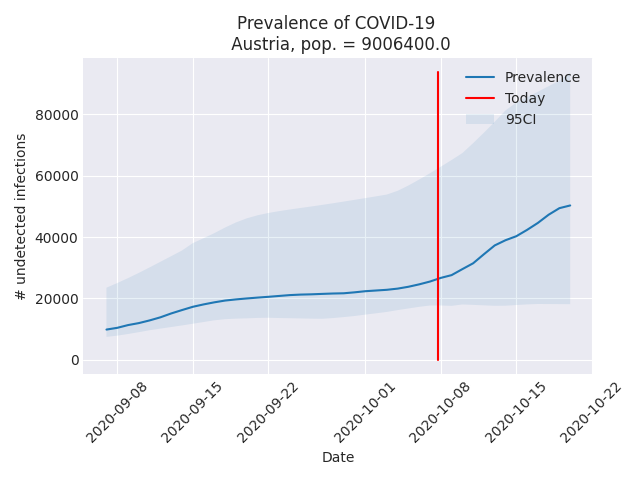 Prevalence of COVID-19
Austria, pop. = 9006400.0
Prevalence
Today
95CI
80000
60000
40000
20000
0
# undetected infections
2020-09-08
2020-09-15
2020-09-22
2020-10-01
2020-10-08
2020-10-15
2020-10-22
Date